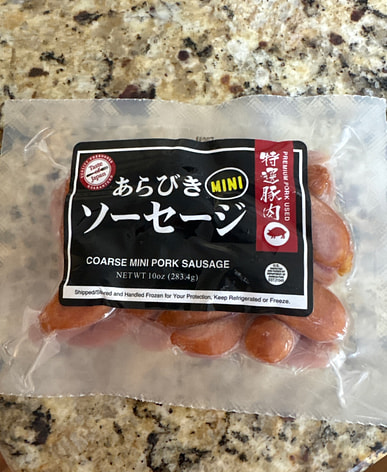 あらびき
MINI
ソーセージ
特選豚肉
PREMIUM PORK USED
COARSE MINI PORK SAUSAGE
NET WT 10oz (283.4g)
Shipped/Stored and Handled Frozen for Your Protection, Keep Refrigerated or Freeze.